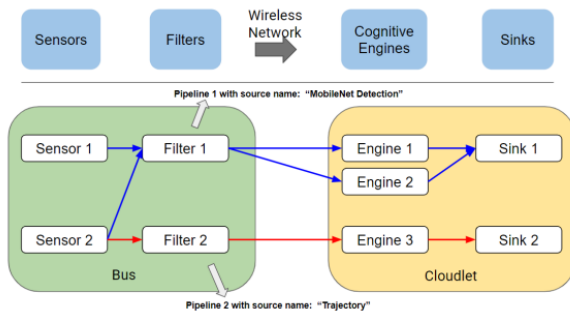 Sensors
Filters
Wireless
Network
Cognitive
Engines
Sinks
Pipeline 1 with source name: “MobileNet Detection”
Sensor 1
Filter 1
Engine 1
Sink 1
Engine 2
Sensor 2
Filter 2
Engine 3
Sink 2
Bus
Cloudlet
Pipeline 2 with source name: “Trajectory”